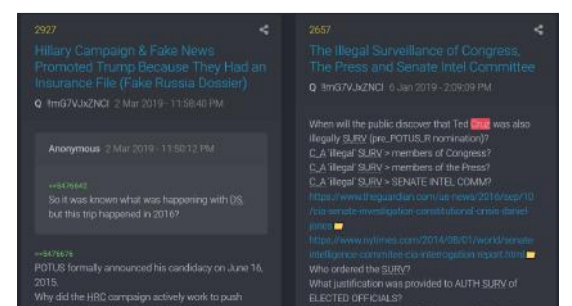 2927
Hillary Campaign & Fake News
Promoted Trump Because They Had an
Insurance File (Fake Russia Dossier)
Q !!mG7VJxZNCI 2 Mar 2019 - 11:58:40 PM
Anonymous 2 Mar 2019 - 11:50:12 PM
>>5476642
So it was known what was happening with DS,
but this trip happened in 2016?
>>5476676
POTUS formally announced his candidacy on June 16,
2015.
Why did the HRC campaign actively work to push
2657
The Illegal Surveillance of Congress,
The Press and Senate Intel Committee
Q !!mG7VJxZNCI 6 Jan 2019 - 2:09:09 PM
When will the public discover that Ted Cruz was also
illegally SURV (pre_POTUS_R nomination)?
C_A 'illegal' SURV > members of Congress?
C_A 'illegal' SURV > members of the Press?
C_A 'illegal' SURV > SENATE INTEL COMM?
https://www.theguardian.com/us-news/2016/sep/10
/cia-senate-investigation-constitutional-crisis-daniel-
jones
https://www.nytimes.com/2014/08/01/world/senate-
intelligence-commitee-cia-interrogation-report.html
Who ordered the SURV?
What justification was provided to AUTH SURV of
ELECTED OFFICIALS?